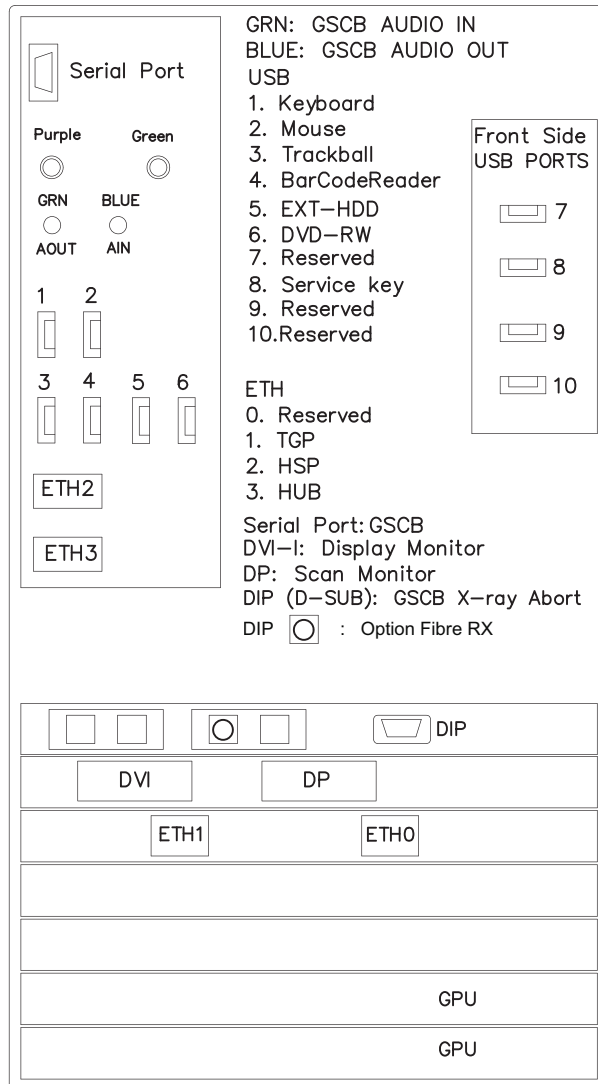 Serial Port
Purple Green
GRN BLUE
AOUT AIN
1 2
3 4 5 6
ETH2
ETH3
GRN: GSCB AUDIO IN
BLUE: GSCB AUDIO OUT
USB
1. Keyboard
2. Mouse
3. Trackball
4. BarCodeReader
5. EXT-HDD
6. DVD-RW
7. Reserved
8. Service key
9. Reserved
10.Reserved
ETH
0. Reserved
1. TGP
2. HSP
3. HUB
Serial Port: GSCB
DVI-I: Display Monitor
DP: Scan Monitor
DIP (D-SUB): GSCB X-ray Abort
DIP : Option Fibre RX
Front Side
USB PORTS
7
8
9
10
DIP
DVI DP
ETH1 ETH0
GPU
GPU